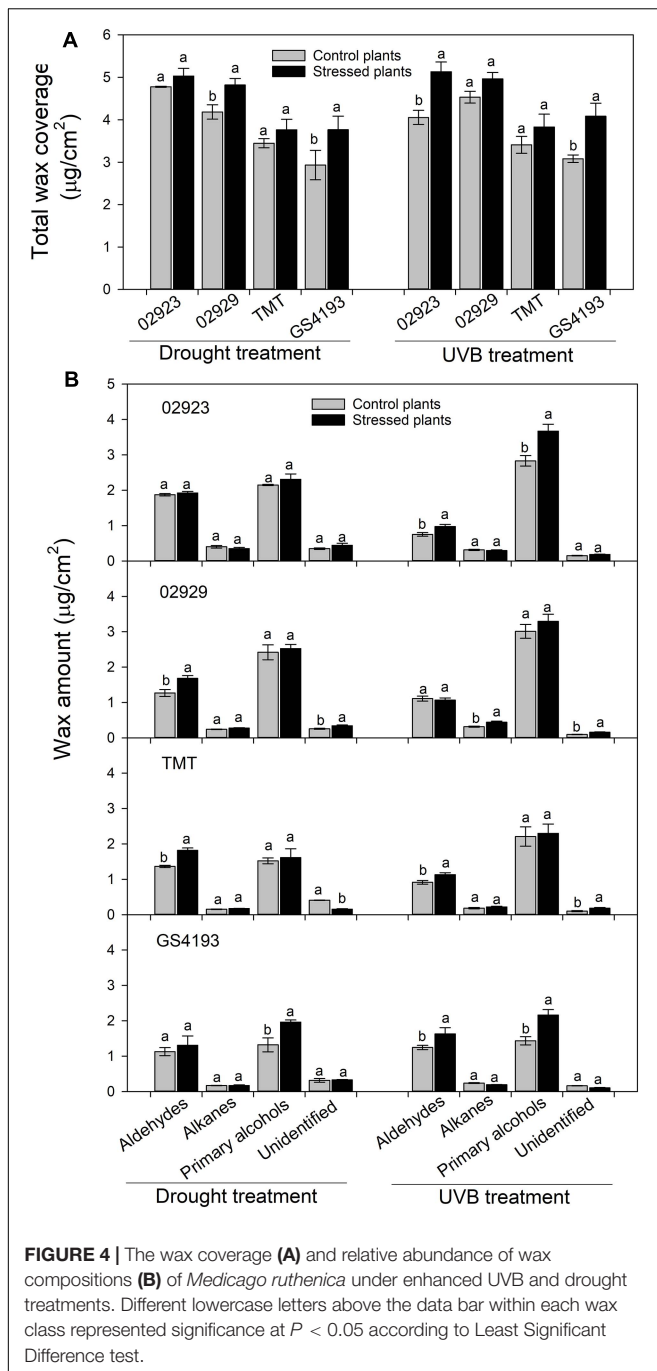 A
Total wax coverage
(µg/cm²)
6
5
4
3
2
1
0
Control plants
Stressed plants
a a b a a a b a
b a a a a a b a
02923 02929 TMT GS4193
02923 02929 TMT GS4193
Drought treatment
UVB treatment
B
Wax amount (µg/cm²)
Control plants
Stressed plants
5
4
3
2
1
0
02923
a a a a a a a a
b a a a b a a a
4
3
2
1
0
02929
b a a a a a b a
a a b a a a b a
4
3
2
1
0
TMT
b a a a a a a b
b a a a a a b a
4
3
2
1
0
GS4193
a a a a b a a a
b a a a b a a a
Aldehydes Alkanes Primary alcohols Unidentified
Aldehydes Alkanes Primary alcohols Unidentified
Drought treatment
UVB treatment
FIGURE 4 | The wax coverage (A) and relative abundance of wax
compositions (B) of Medicago ruthenica under enhanced UVB and drought
treatments. Different lowercase letters above the data bar within each wax
class represented significance at P < 0.05 according to Least Significant
Difference test.